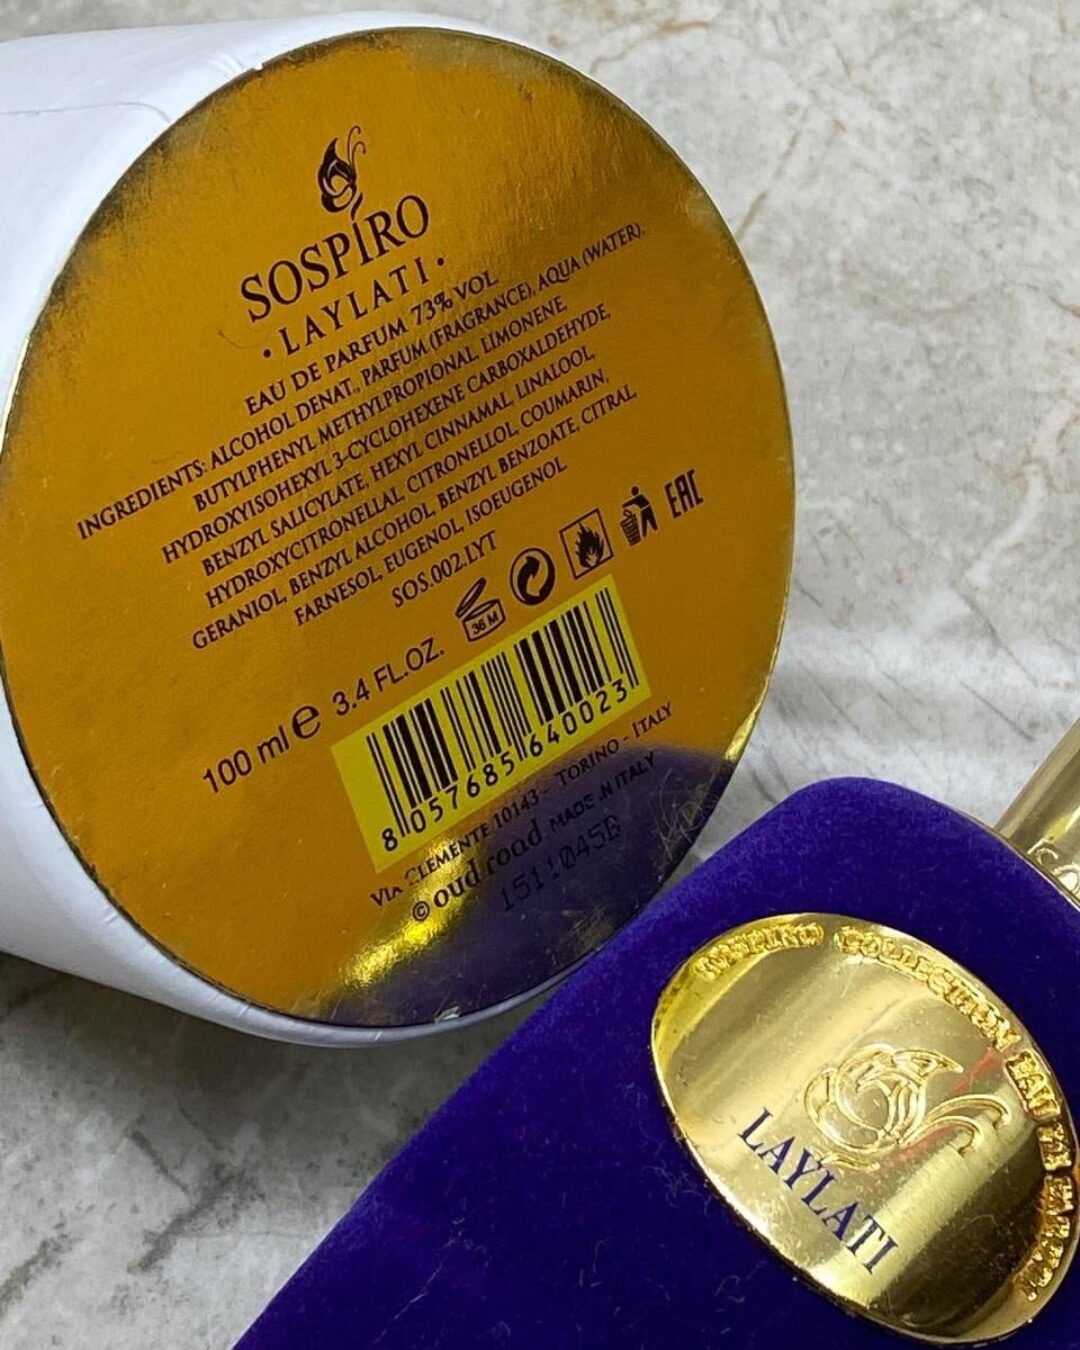 SOSPIRO
· LAYLATI ·
EAU DE PARFUM 73% VOL
INGREDIENTS: ALCOHOL DENAT., PARFUM (FRAGRANCE), AQUA (WATER),
BUTYLPHENYL METHYLPROPIONAL, LIMONENE,
HYDROXYISOHEXYL 3-CYCLOHEXENE CARBOXALDEHYDE,
BENZYL SALICYLATE, HEXYL CINNAMAL, LINALOOL,
HYDROXYCITRONELLAL, CITRONELLOL, COUMARIN,
GERANIOL, BENZYL ALCOHOL, BENZYL BENZOATE, CITRAL,
FARNESOL, EUGENOL, ISOEUGENOL
SOS.002.LYT
36 M
EAC
100 ml e 3.4 FL.OZ.
8 057685 640023
VIA CLEMENTE 10143 - TORINO - ITALY
© oud road MADE IN ITALY
1511045B
SOSPIRO COLLECTION EAU DE PARFUM
LAYLATI